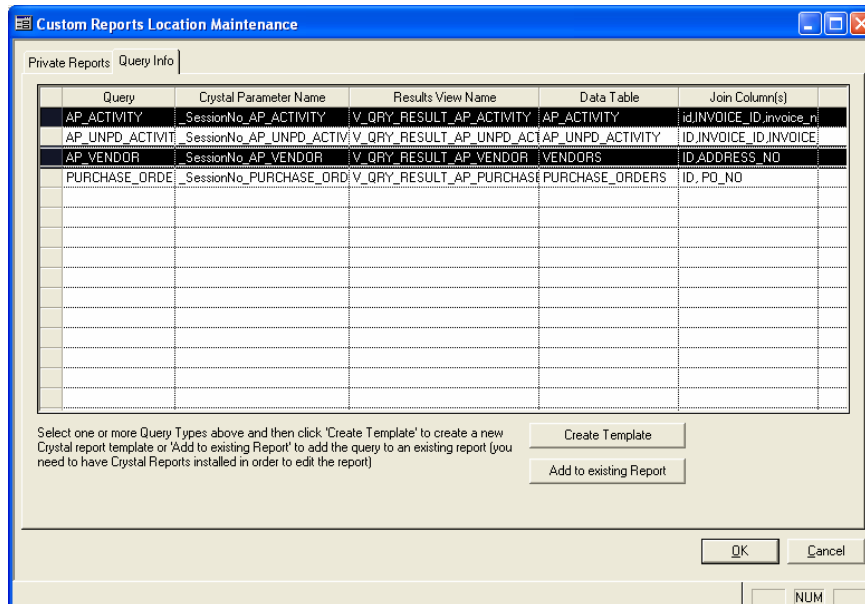 Custom Reports Location Maintenance
Private Reports Query Info
Query Crystal Parameter Name Results View Name Data Table Join Column(s)
AP_ACTIVITY _SessionNo_AP_ACTIVITY V_QRY_RESULT_AP_ACTIVITY AP_ACTIVITY id,INVOICE_ID,invoice_n
AP_UNPD_ACTIVIT _SessionNo_AP_UNPD_ACTIV V_QRY_RESULT_AP_UNPD_ACT AP_UNPD_ACTIVITY ID,INVOICE_ID,INVOICE
AP_VENDOR _SessionNo_AP_VENDOR V_QRY_RESULT_AP_VENDOR VENDORS ID,ADDRESS_NO
PURCHASE_ORDE _SessionNo_PURCHASE_ORD V_QRY_RESULT_AP_PURCHASE PURCHASE_ORDERS ID, PO_NO
Select one or more Query Types above and then click 'Create Template' to create a new
Crystal report template or 'Add to existing Report' to add the query to an existing report (you
need to have Crystal Reports installed in order to edit the report)
Create Template
Add to existing Report
OK Cancel
NUM